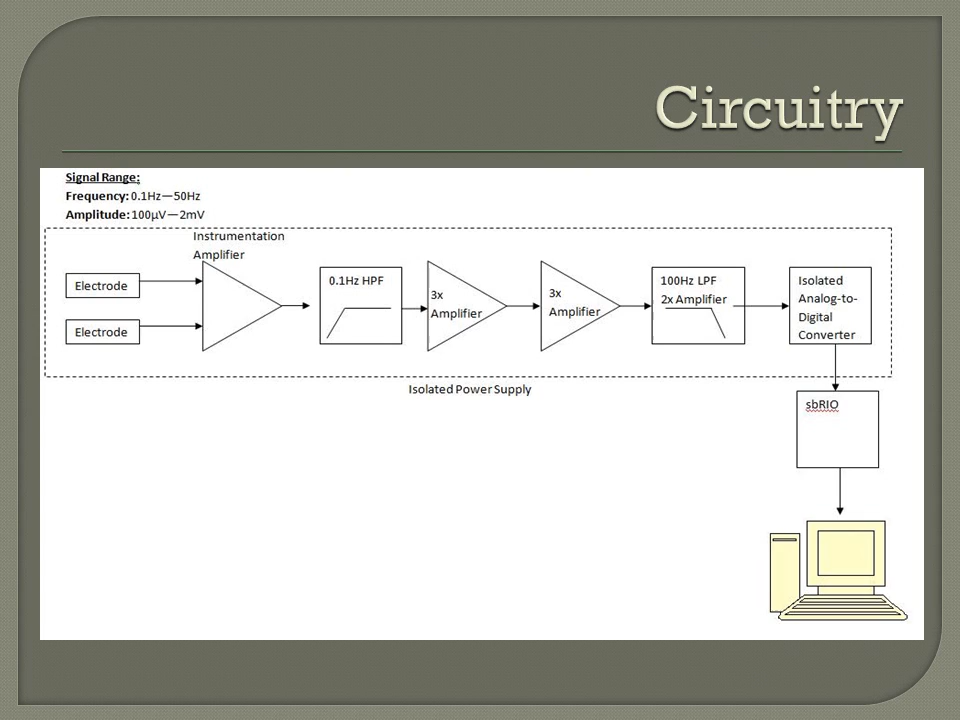 Circuitry
Signal Range:
Frequency: 0.1Hz—50Hz
Amplitude: 100µV—2mV
Instrumentation
Amplifier
Electrode
Electrode
0.1Hz HPF
3x
Amplifier
3x
Amplifier
100Hz LPF
2x Amplifier
Isolated
Analog-to-
Digital
Converter
Isolated Power Supply
sbRIO